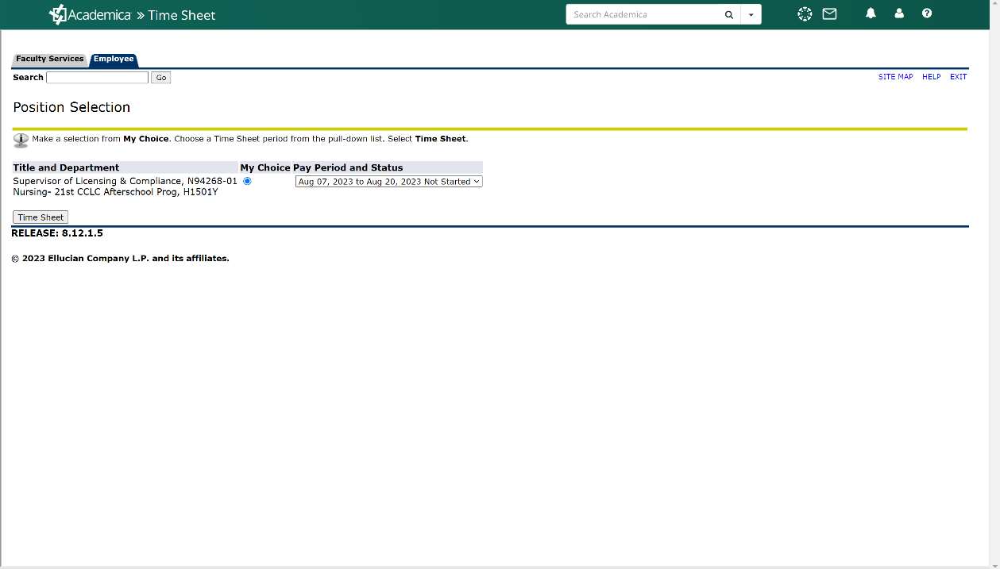 Academica » Time Sheet
Search Academica
Faculty Services Employee
Search Go
SITE MAP HELP EXIT
Position Selection
Make a selection from My Choice. Choose a Time Sheet period from the pull-down list. Select Time Sheet.
Title and Department My Choice Pay Period and Status
Supervisor of Licensing & Compliance, N94268-01 Aug 07, 2023 to Aug 20, 2023 Not Started
Nursing- 21st CCLC Afterschool Prog, H1501Y
Time Sheet
RELEASE: 8.12.1.5
© 2023 Ellucian Company L.P. and its affiliates.